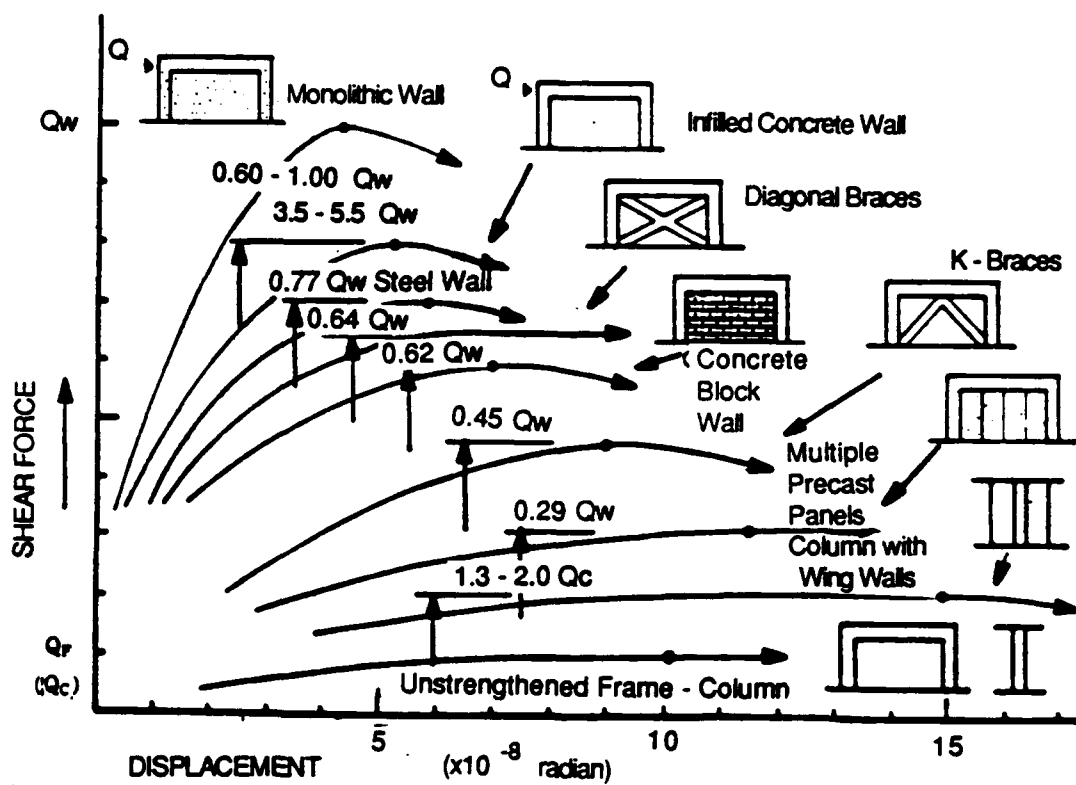 Q
Monolithic Wall
Q
Infilled Concrete Wall
Qw
0.60 - 1.00 Qw
3.5 - 5.5 Qw
Diagonal Braces
K - Braces
0.77 Qw Steel Wall
0.64 Qw
0.62 Qw
Concrete
Block
Wall
0.45 Qw
Multiple
Precast
Panels
0.29 Qw
Column with
Wing Walls
1.3 - 2.0 Qc
SHEAR FORCE
QF
(;Qc)
Unstrengthened Frame - Column
5
10
15
DISPLACEMENT (x10 -8 radian)